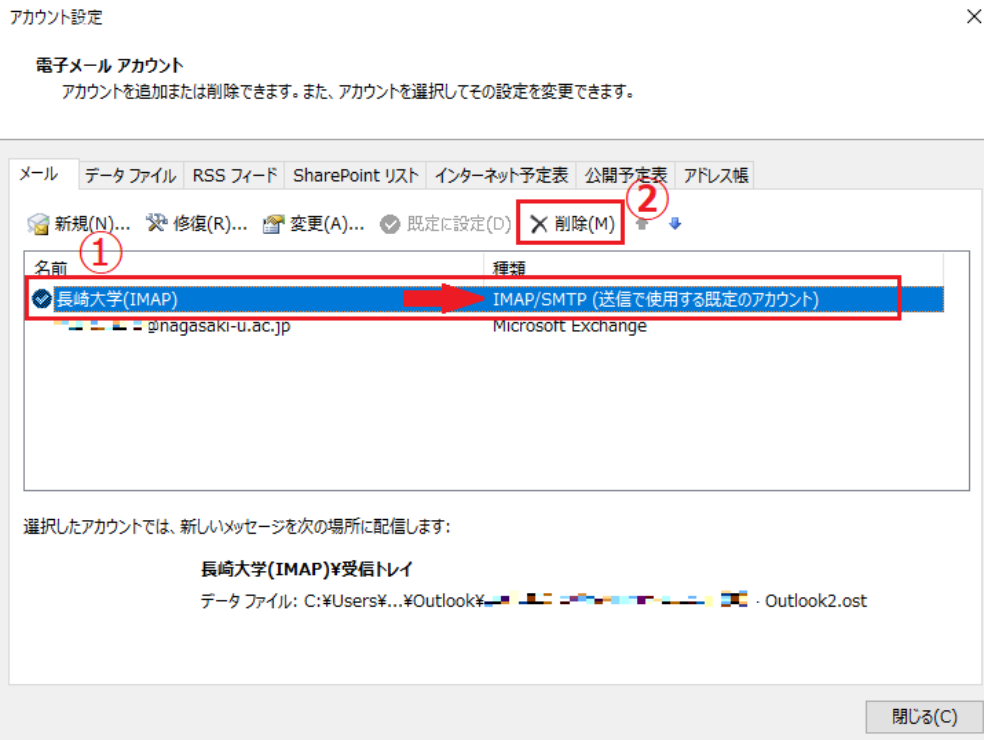 アカウント設定
電子メール アカウント
アカウントを追加または削除できます。また、アカウントを選択してその設定を変更できます。
メール データ ファイル RSS フィード SharePoint リスト インターネット予定表 公開予定表 アドレス帳
②
新規(N)... 修復(R)... 変更(A)... 既定に設定(D) 削除(M)
①
名前 種類
長崎大学(IMAP) IMAP/SMTP (送信で使用する既定のアカウント)
@nagasaki-u.ac.jp Microsoft Exchange
選択したアカウントでは、新しいメッセージを次の場所に配信します:
長崎大学(IMAP)¥受信トレイ
データ ファイル: C:¥Users¥...¥Outlook¥ - Outlook2.ost
閉じる(C)